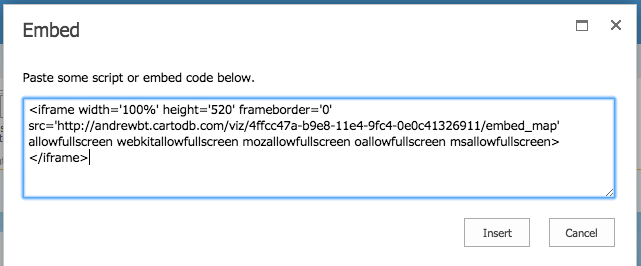 Embed
Paste some script or embed code below.
<iframe width='100%' height='520' frameborder='0'
src='http://andrewbt.cartodb.com/viz/4ffcc47a-b9e8-11e4-9fc4-0e0c41326911/embed_map'
allowfullscreen webkitallowfullscreen mozallowfullscreen oallowfullscreen msallowfullscreen>
</iframe>
Insert Cancel